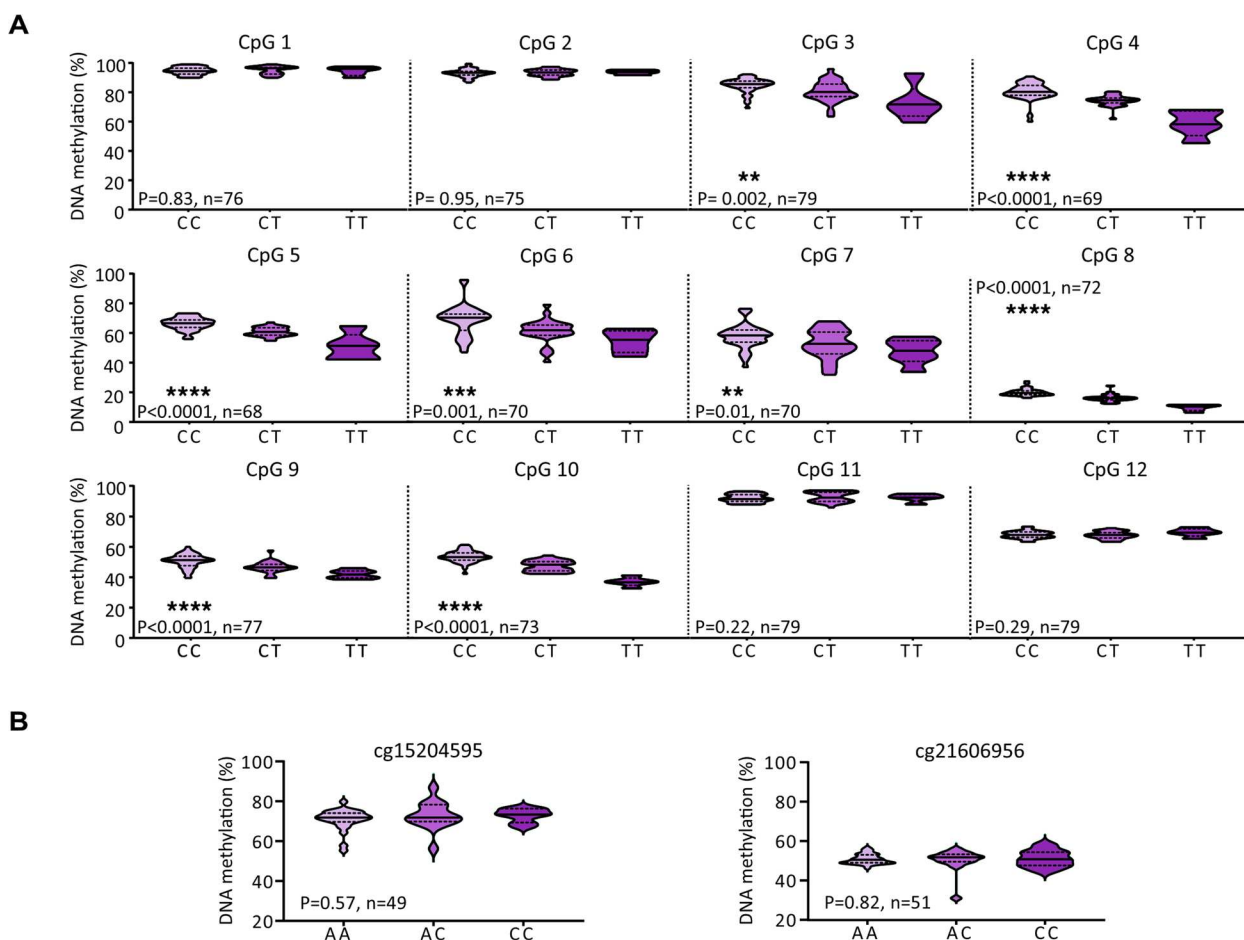 A
CpG 1 CpG 2 CpG 3 CpG 4
DNA methylation (%)
100
80
60
40
20
0
** ****
P=0.83, n=76 P= 0.95, n=75 P= 0.002, n=79 P<0.0001, n=69
CC CT TT CC CT TT CC CT TT CC CT TT
CpG 5 CpG 6 CpG 7 CpG 8
DNA methylation (%)
100
80
60
40
20
0
P<0.0001, n=72
****
**** *** **
P<0.0001, n=68 P=0.001, n=70 P=0.01, n=70
CC CT TT CC CT TT CC CT TT CC CT TT
CpG 9 CpG 10 CpG 11 CpG 12
DNA methylation (%)
100
80
60
40
20
0
**** ****
P<0.0001, n=77 P<0.0001, n=73 P=0.22, n=79 P=0.29, n=79
CC CT TT CC CT TT CC CT TT CC CT TT
B
cg15204595
DNA methylation (%)
100
80
60
40
20
P=0.57, n=49
AA AC CC
cg21606956
DNA methylation (%)
100
80
60
40
20
P=0.82, n=51
AA AC CC